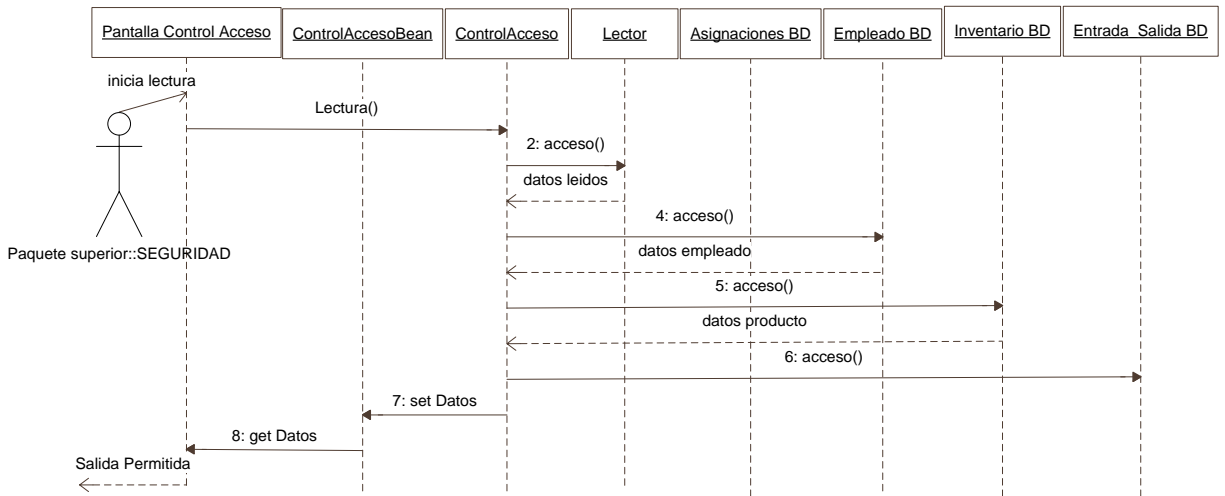 Pantalla Control Acceso
ControlAccesoBean
ControlAcceso
Lector
Asignaciones BD
Empleado BD
Inventario BD
Entrada_Salida BD
inicia lectura
Lectura()
2: acceso()
datos leidos
4: acceso()
Paquete superior::SEGURIDAD
datos empleado
5: acceso()
datos producto
6: acceso()
7: set Datos
8: get Datos
Salida Permitida